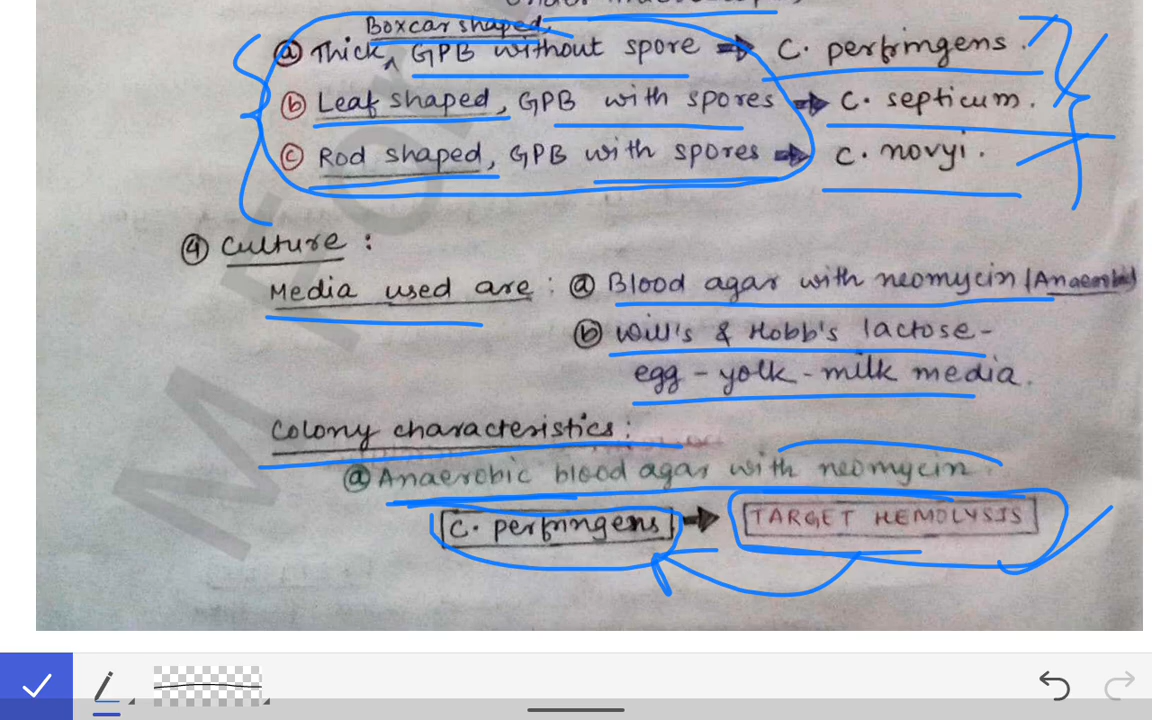 Boxcar shaped,
ⓐ Thick ^ GPB without spore ⇒ C. perfringens.
ⓑ Leaf shaped, GPB with spores ⇒ C. septicum.
ⓒ Rod shaped, GPB with spores ⇒ C. novyi.
④ Culture :
Media used are : ⓐ Blood agar with neomycin (Anaerobic)
ⓑ Will's & Hobb's lactose-
egg-yolk-milk media.
Colony characteristics :
ⓐ Anaerobic blood agar with neomycin
C. perfringens → TARGET HEMOLYSIS